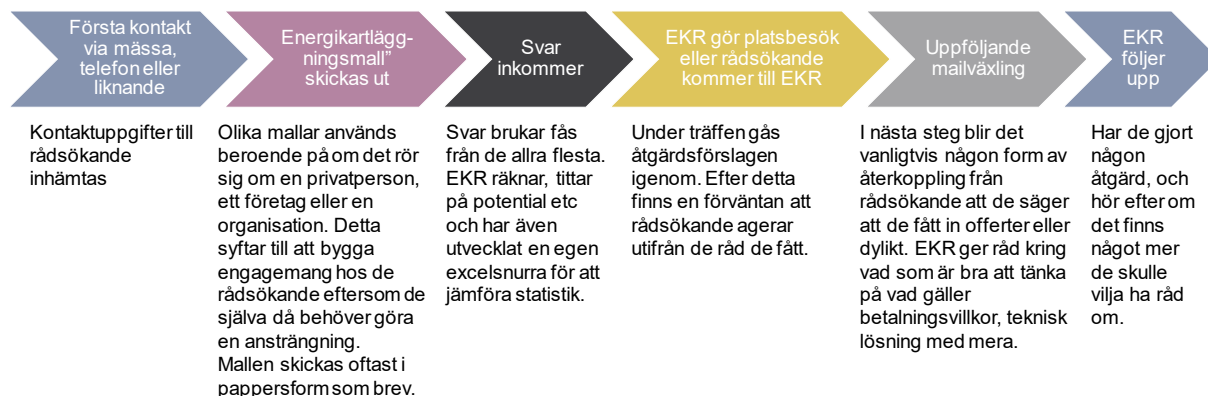 Första kontakt
via mässa,
telefon eller
liknande
Energikartlägg-
ningsmall”
skickas ut
Svar
inkommer
EKR gör platsbesök
eller rådsökande
kommer till EKR
Uppföljande
mailväxling
EKR
följer
upp
Kontaktuppgifter till
rådsökande
inhämtas
Olika mallar används
beroende på om det rör
sig om en privatperson,
ett företag eller en
organisation. Detta
syftar till att bygga
engagemang hos de
rådsökande eftersom de
själva då behöver göra
en ansträngning.
Mallen skickas oftast i
pappersform som brev.
Svar brukar fås
från de allra flesta.
EKR räknar, tittar
på potential etc
och har även
utvecklat en egen
excelsnurra för att
jämföra statistik.
Under träffen gås
åtgärdsförslagen
igenom. Efter detta
finns en förväntan att
rådsökande agerar
utifrån de råd de fått.
I nästa steg blir det
vanligtvis någon form av
återkoppling från
rådsökande att de säger
att de fått in offerter eller
dylikt. EKR ger råd kring
vad som är bra att tänka
på vad gäller
betalningsvillkor, teknisk
lösning med mera.
Har de gjort
någon
åtgärd, och
hör efter om
det finns
något mer
de skulle
vilja ha råd
om.